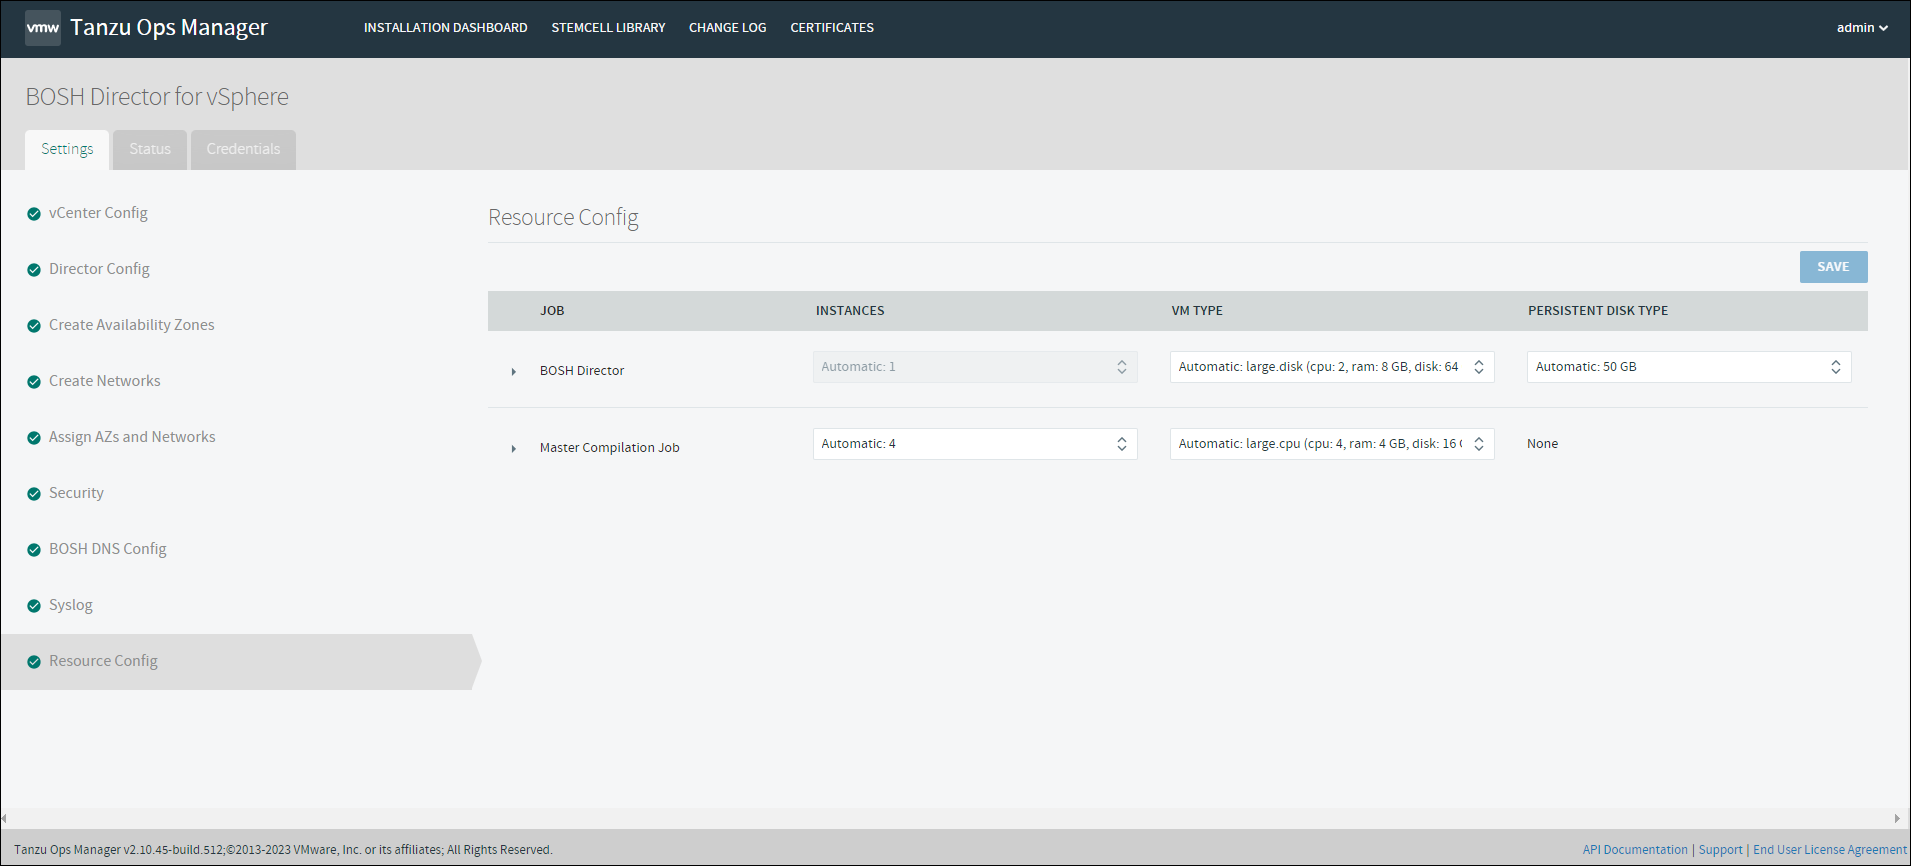 vmw Tanzu Ops Manager INSTALLATION DASHBOARD STEMCELL LIBRARY CHANGE LOG CERTIFICATES admin
BOSH Director for vSphere
Settings Status Credentials
vCenter Config
Director Config
Create Availability Zones
Create Networks
Assign AZs and Networks
Security
BOSH DNS Config
Syslog
Resource Config
Resource Config
SAVE
JOB INSTANCES VM TYPE PERSISTENT DISK TYPE
BOSH Director Automatic: 1 Automatic: large.disk (cpu: 2, ram: 8 GB, disk: 64 Automatic: 50 GB
Master Compilation Job Automatic: 4 Automatic: large.cpu (cpu: 4, ram: 4 GB, disk: 16 None
Tanzu Ops Manager v2.10.45-build.512;©2013-2023 VMware, Inc. or its affiliates; All Rights Reserved. API Documentation | Support | End User License Agreement